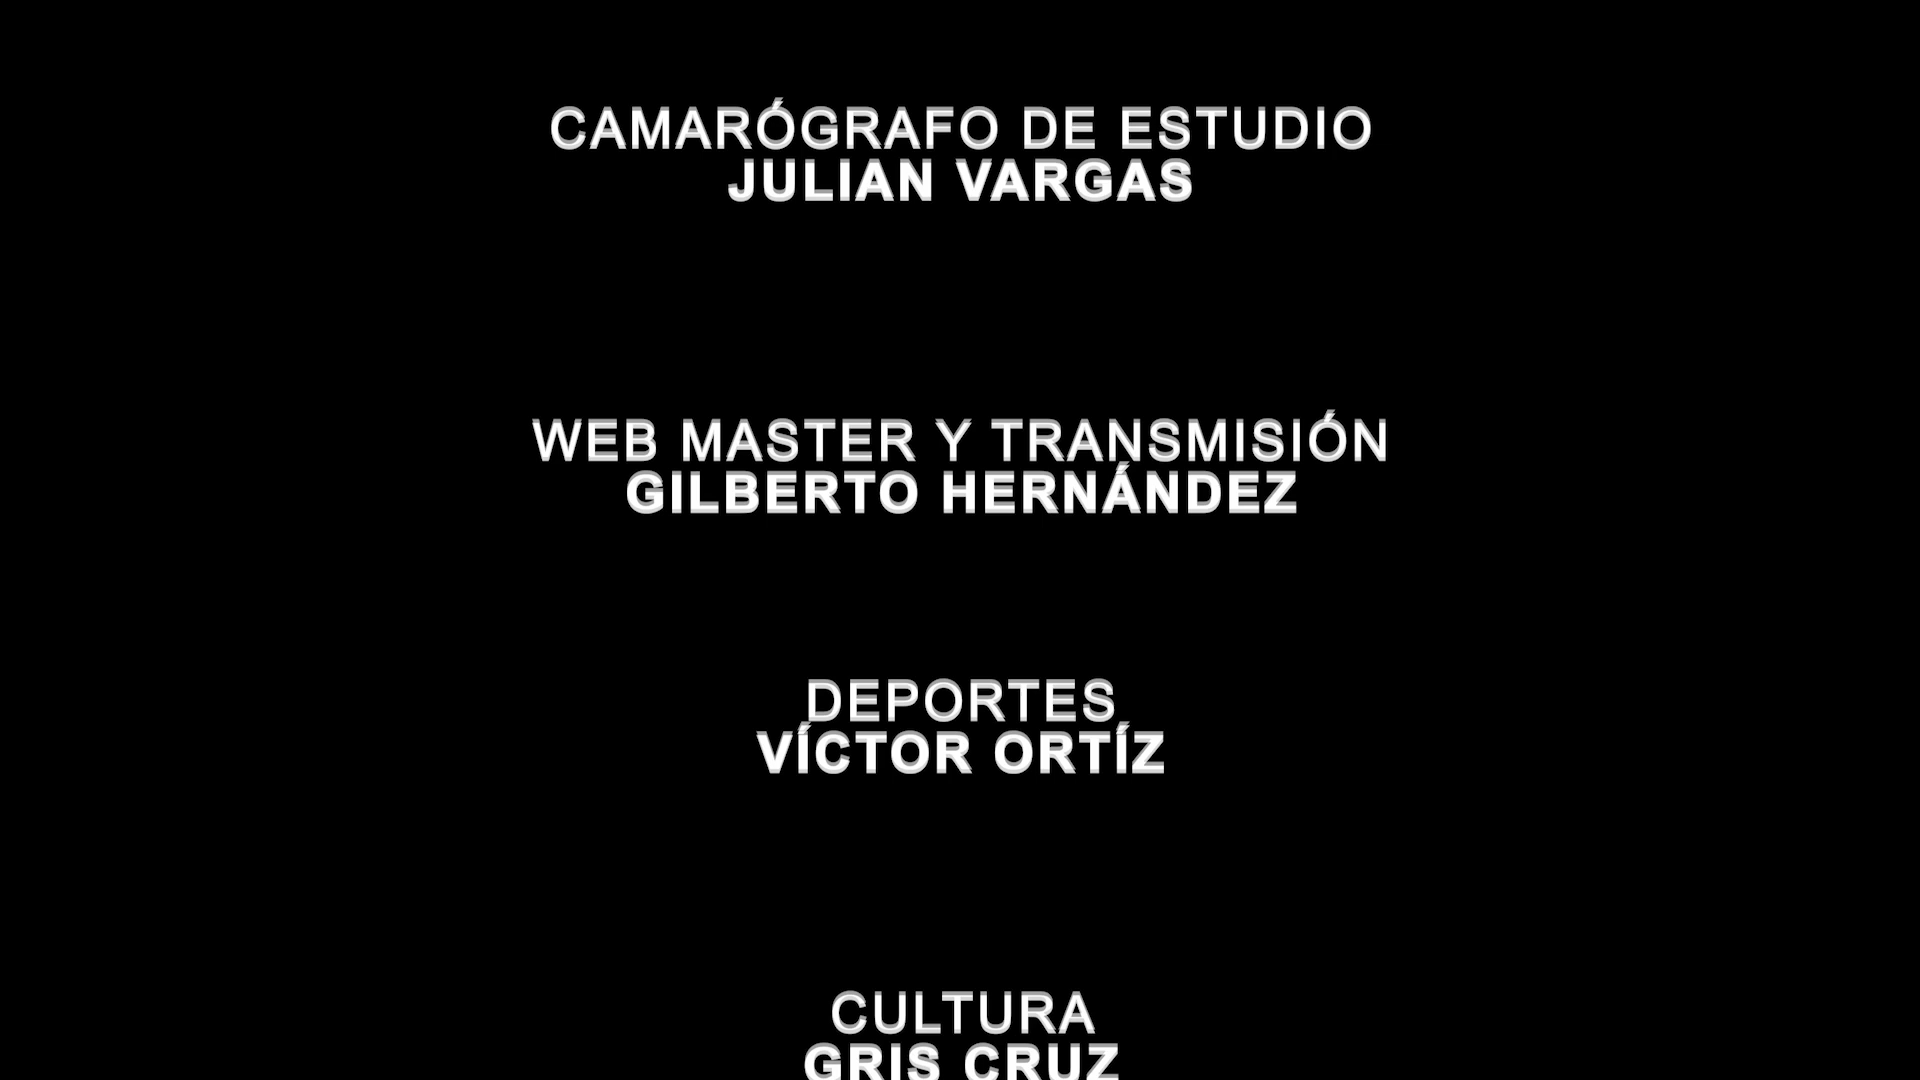 CAMARÓGRAFO DE ESTUDIO
JULIAN VARGAS
WEB MASTER Y TRANSMISIÓN
GILBERTO HERNÁNDEZ
DEPORTES
VÍCTOR ORTÍZ
CULTURA
GRIS CRUZ